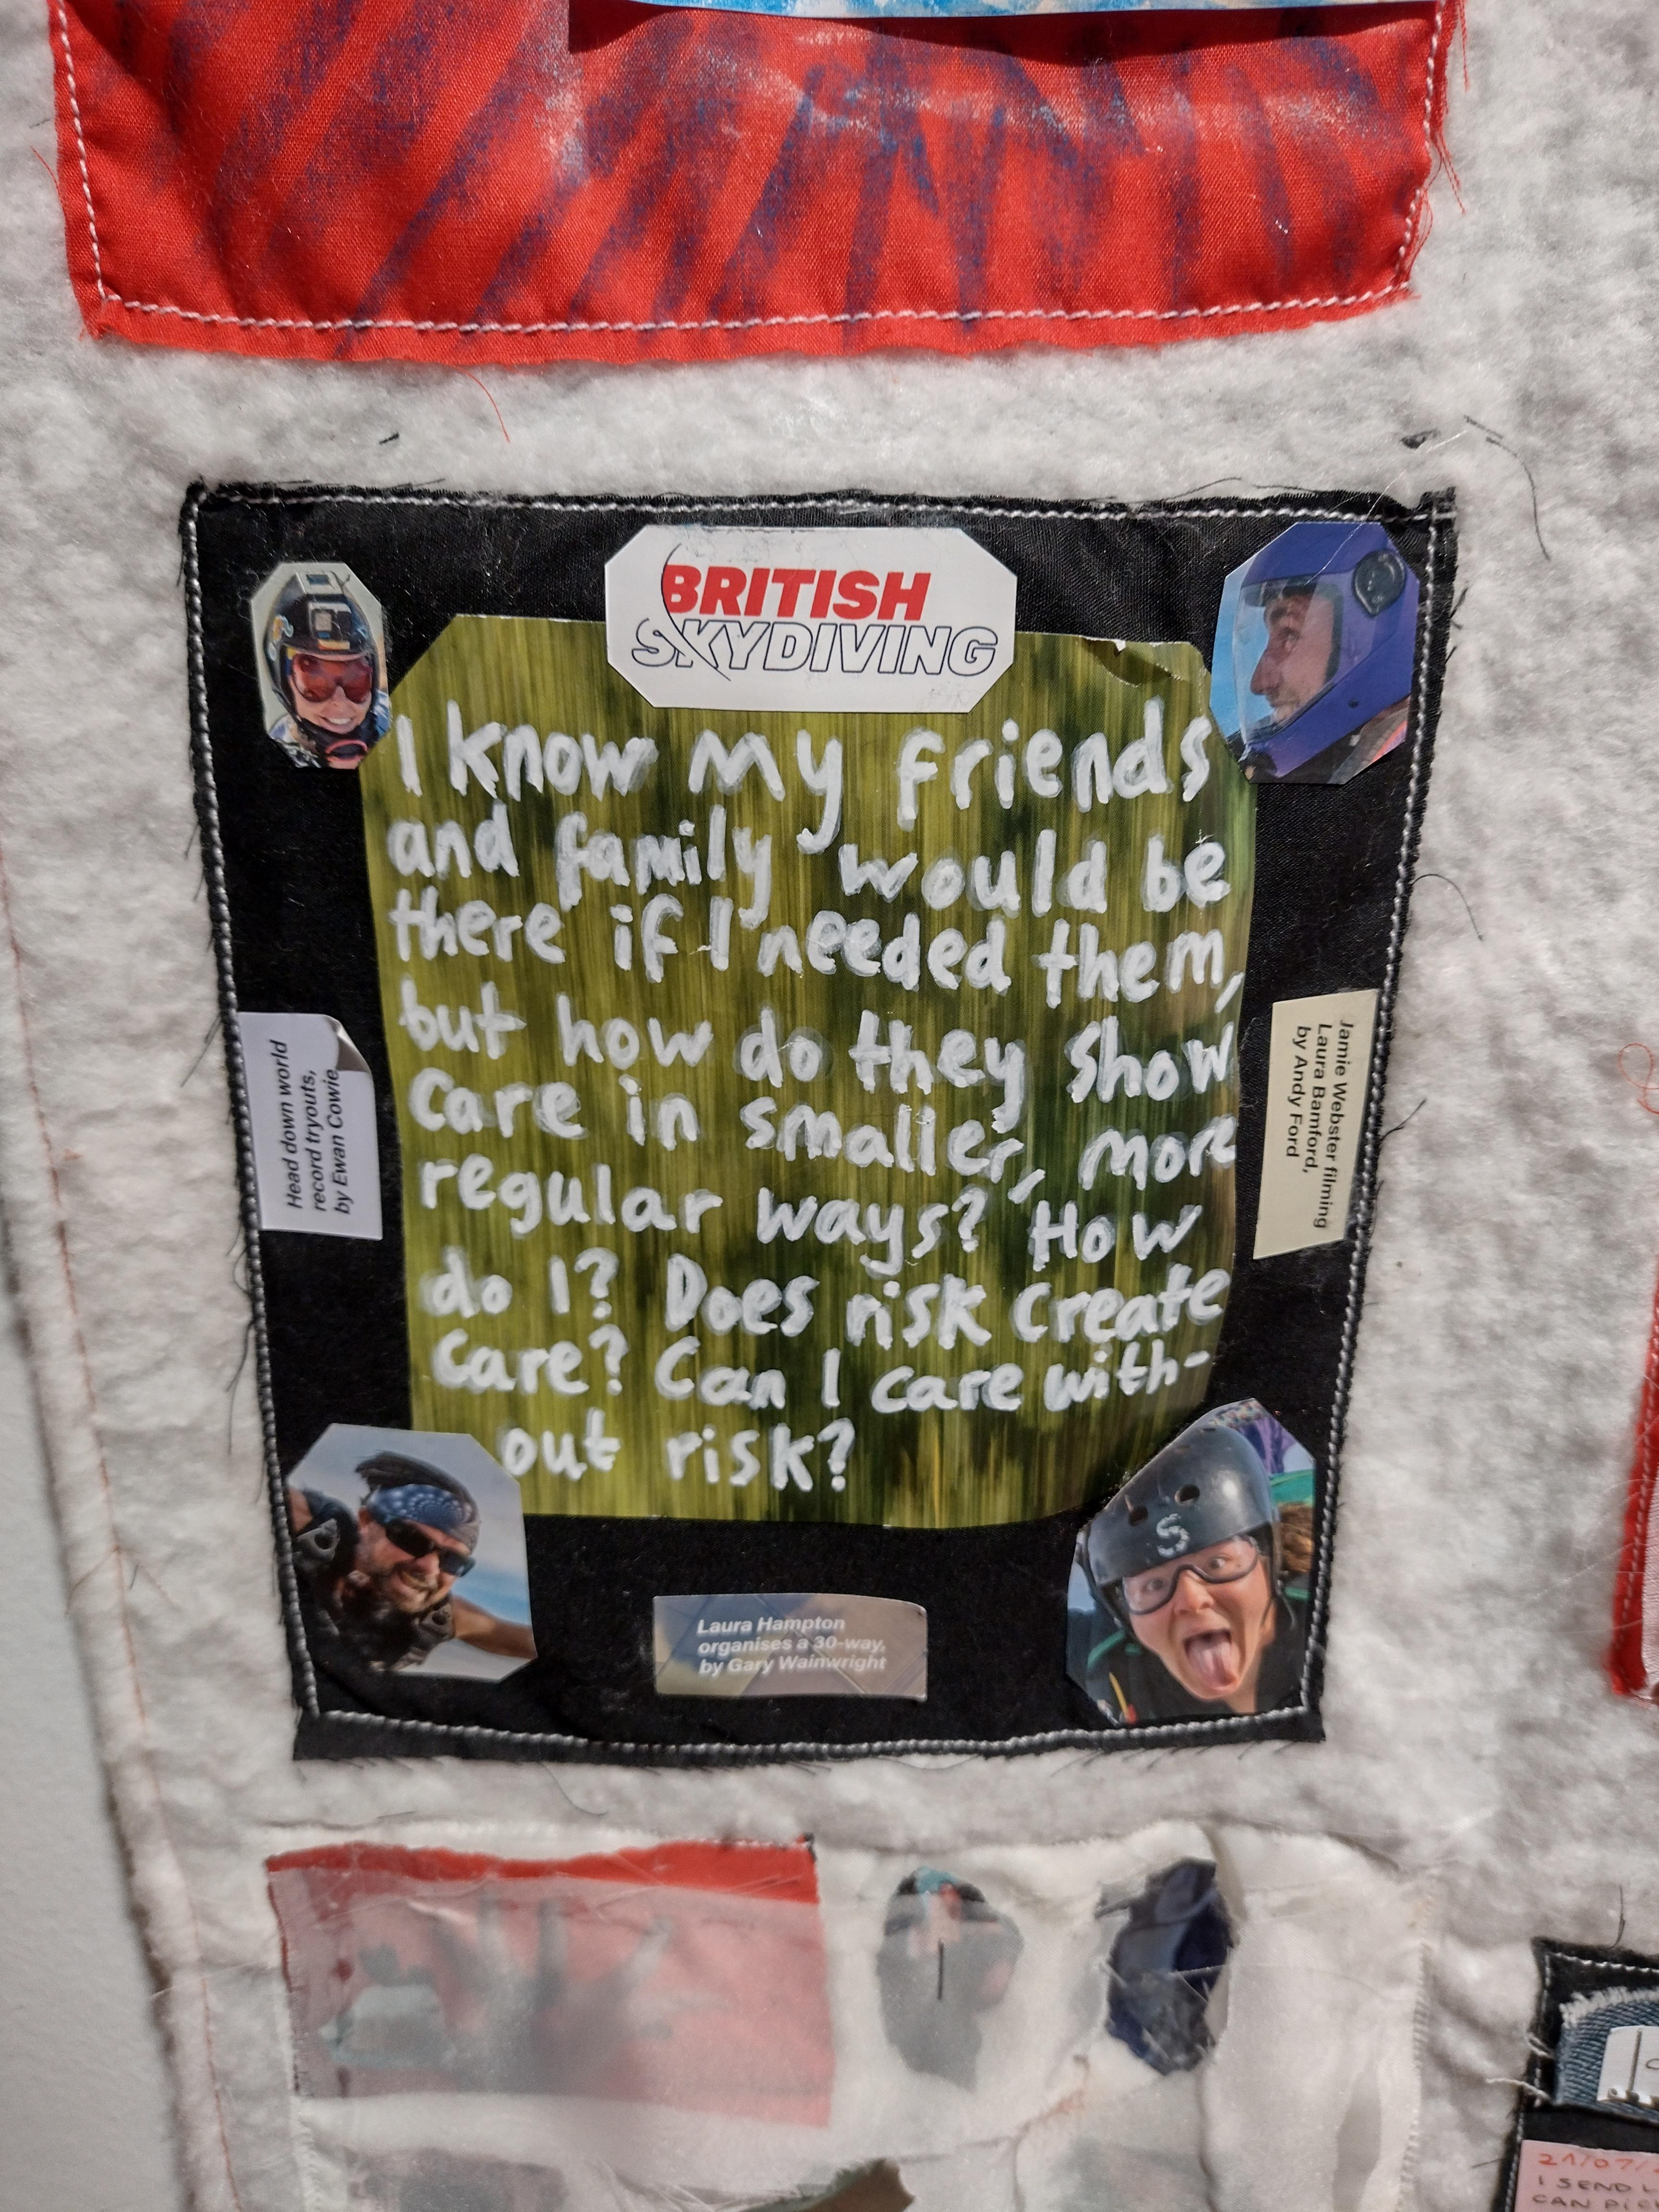 BRITISH
SKYDIVING
I know my friends
and family would be
there if I needed them,
but how do they show
care in smaller, more
regular ways? How
do I? Does risk create
care? Can I care with-
out risk?
Head down world
record tryouts,
by Ewan Cowie
Jamie Webster filming
Laura Bamford,
by Andy Ford
S
Laura Hampton
organises a 30-way,
by Gary Wainwright
21/07/
I SEND